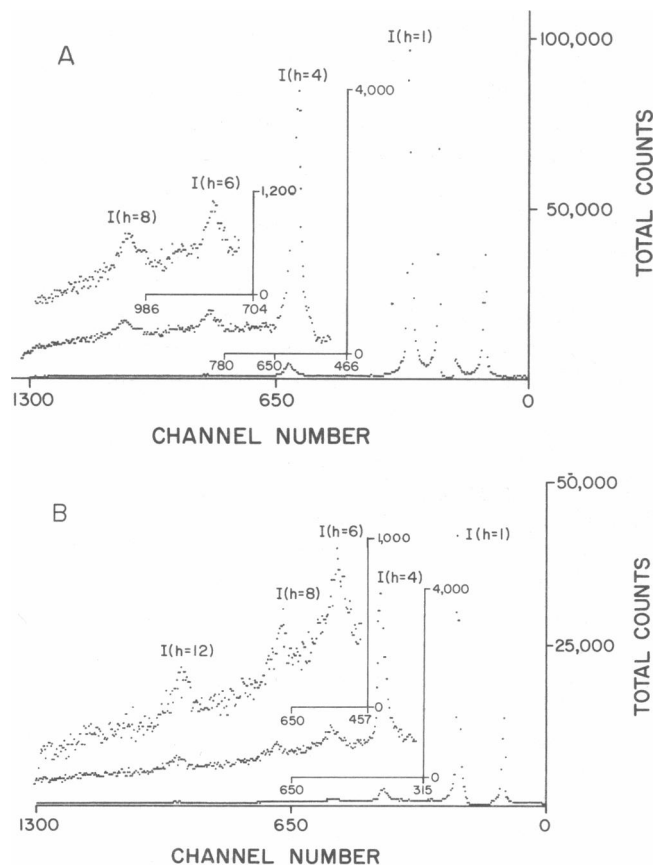 A
I(h=1)
100,000
I(h=4)
4,000
I(h=6)
1,200
I(h=8)
50,000
TOTAL COUNTS
0
986
704
0
780
650
466
1300
650
0
CHANNEL NUMBER
B
50,000
I(h=6)
1,000
I(h=1)
I(h=8)
I(h=4)
4,000
I(h=12)
25,000
TOTAL COUNTS
0
650
457
0
650
315
1300
650
0
CHANNEL NUMBER